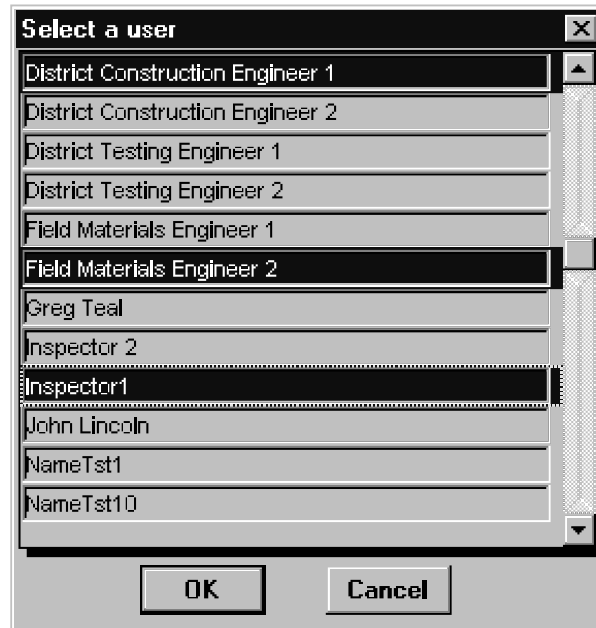 Select a user
District Construction Engineer 1
District Construction Engineer 2
District Testing Engineer 1
District Testing Engineer 2
Field Materials Engineer 1
Field Materials Engineer 2
Greg Teal
Inspector 2
Inspector1
John Lincoln
NameTst1
NameTst10
OK Cancel